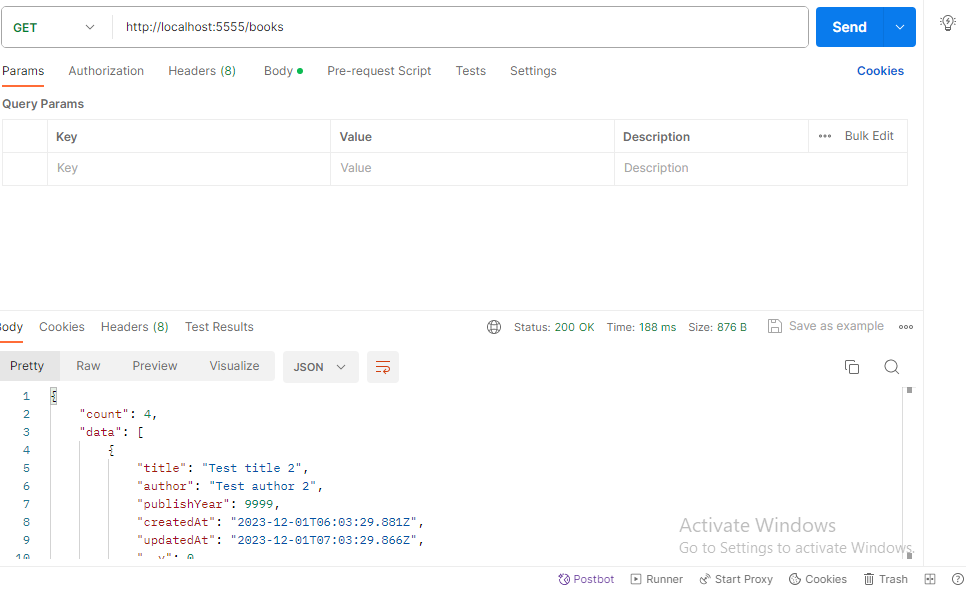 GET http://localhost:5555/books Send
Params Authorization Headers (8) Body Pre-request Script Tests Settings Cookies
Query Params
Key Value Description Bulk Edit
Key Value Description
Body Cookies Headers (8) Test Results Status: 200 OK Time: 188 ms Size: 876 B Save as example
Pretty Raw Preview Visualize JSON
1 {
2 "count": 4,
3 "data": [
4 {
5 "title": "Test title 2",
6 "author": "Test author 2",
7 "publishYear": 9999,
8 "createdAt": "2023-12-01T06:03:29.881Z",
9 "updatedAt": "2023-12-01T07:03:29.866Z",
10 "__v": 0
Activate Windows
Go to Settings to activate Windows.
Postbot Runner Start Proxy Cookies Trash